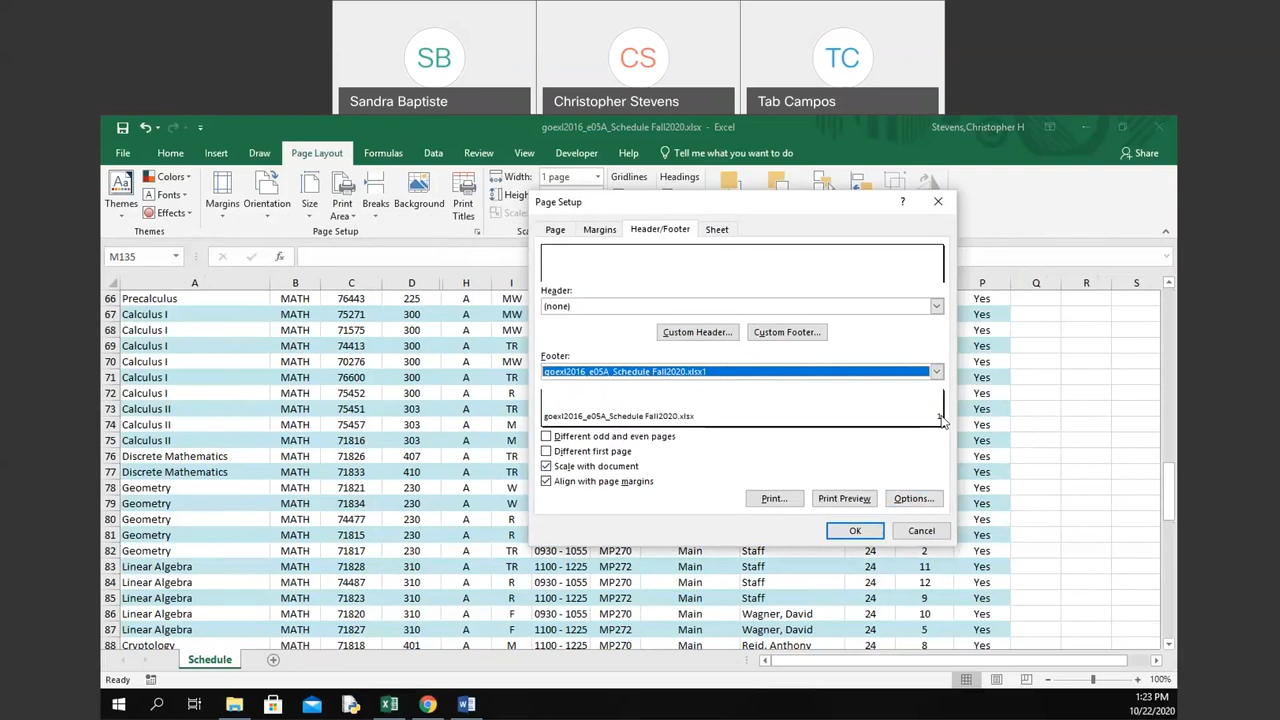 SB CS TC
Sandra Baptiste Christopher Stevens Tab Campos
goexl2016_e05A_Schedule Fall2020.xlsx - Excel Stevens,Christopher H
File Home Insert Draw Page Layout Formulas Data Review View Developer Help Tell me what you want to do Share
Themes Colors Fonts Effects Margins Orientation Size Print Area Breaks Background Print Titles Width: 1 page Gridlines Headings
Themes Page Setup
M135 fx
Page Setup ?
Page Margins Header/Footer Sheet
Header:
(none)
Custom Header... Custom Footer...
Footer:
goexl2016_e05A_Schedule Fall2020.xlsx1
goexl2016_e05A_Schedule Fall2020.xlsx 1
Different odd and even pages
Different first page
Scale with document
Align with page margins
Print... Print Preview Options...
OK Cancel
A B C D H I P Q R S
66 Precalculus MATH 76443 225 A MW Yes
67 Calculus I MATH 75271 300 A MW Yes
68 Calculus I MATH 71575 300 A MW Yes
69 Calculus I MATH 74413 300 A TR Yes
70 Calculus I MATH 70276 300 A MW Yes
71 Calculus I MATH 76600 300 A TR Yes
72 Calculus I MATH 75452 300 A R Yes
73 Calculus II MATH 75451 303 A TR Yes
74 Calculus II MATH 75457 303 A M Yes
75 Calculus II MATH 71816 303 A M Yes
76 Discrete Mathematics MATH 71826 407 A TR Yes
77 Discrete Mathematics MATH 71833 410 A TR Yes
78 Geometry MATH 71821 230 A W Yes
79 Geometry MATH 71834 230 A W Yes
80 Geometry MATH 74477 230 A R Yes
81 Geometry MATH 71815 230 A R Yes
82 Geometry MATH 71817 230 A TR 0930 - 1055 MP270 Main Staff 24 2 Yes
83 Linear Algebra MATH 71828 310 A TR 1100 - 1225 MP272 Main Staff 24 11 Yes
84 Linear Algebra MATH 74487 310 A R 1100 - 1225 MP272 Main Staff 24 12 Yes
85 Linear Algebra MATH 71823 310 A R 1100 - 1225 MP272 Main Staff 24 9 Yes
86 Linear Algebra MATH 71820 310 A F 0930 - 1055 MP270 Main Wagner, David 24 10 Yes
87 Linear Algebra MATH 71827 310 A F 1100 - 1225 MP272 Main Wagner, David 24 5 Yes
88 Cryptology MATH 71818 401 A M 0930 - 1055 MP270 Main Reid, Anthony 24 8 Yes
Schedule
Ready 100%
1:23 PM
10/22/2020